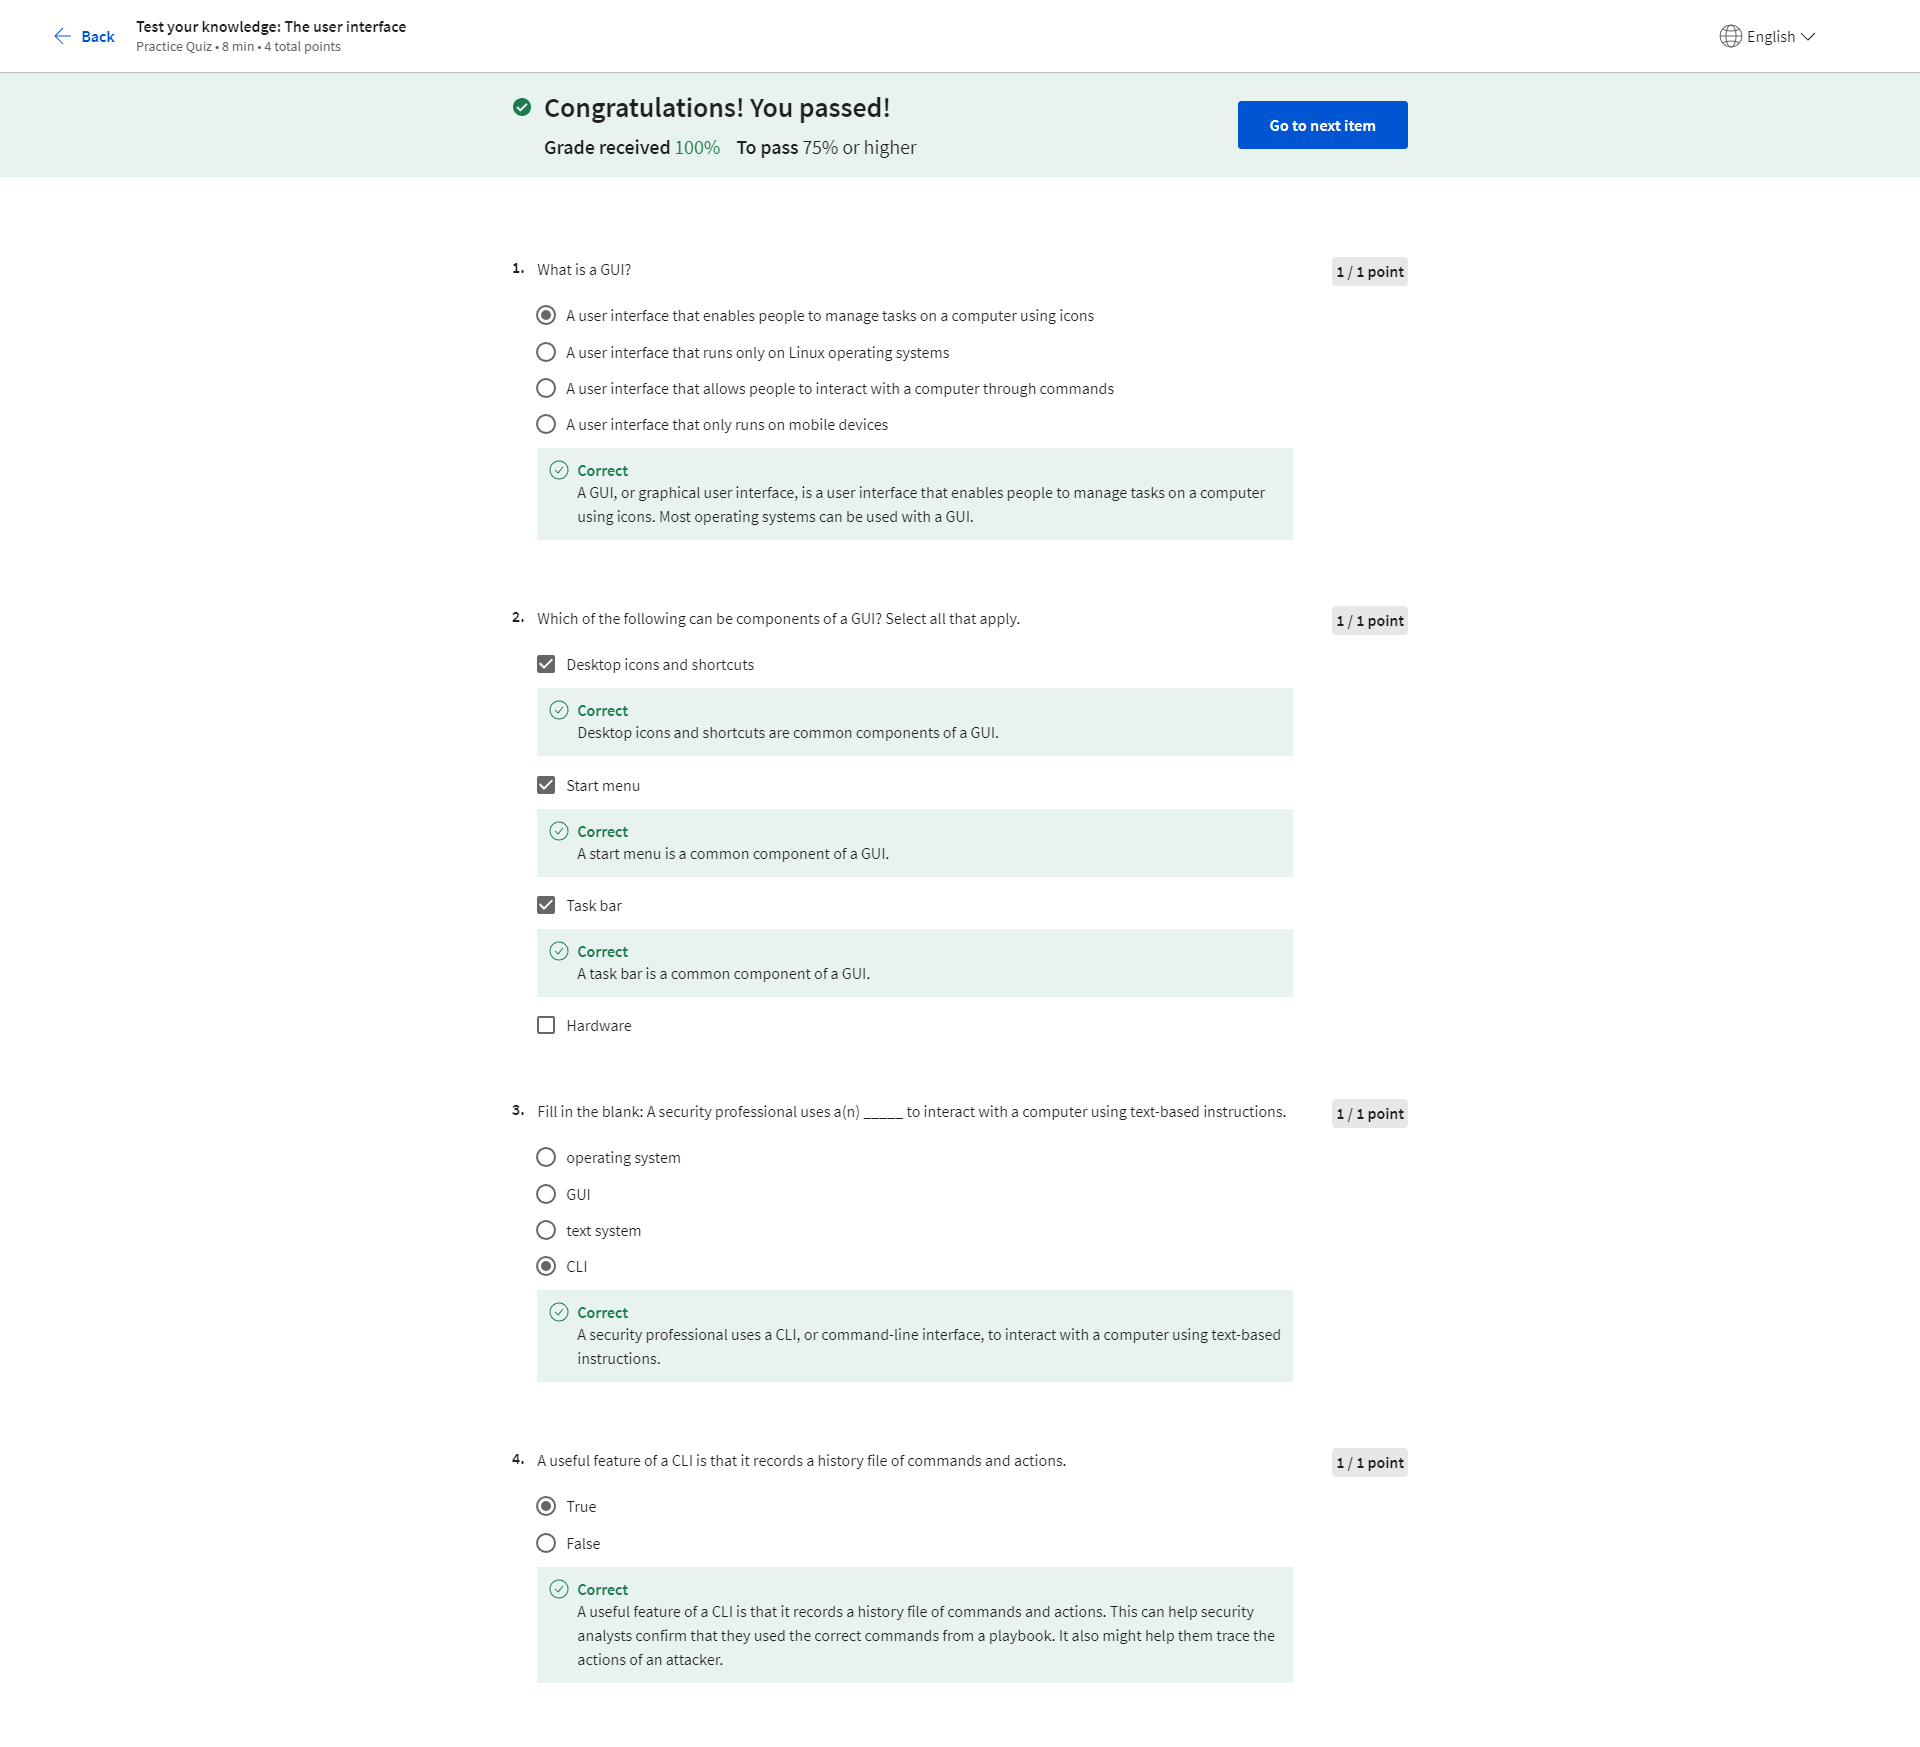 Back
Test your knowledge: The user interface
Practice Quiz • 8 min • 4 total points
English
Congratulations! You passed!
Grade received 100% To pass 75% or higher
Go to next item
1. What is a GUI?
1 / 1 point
A user interface that enables people to manage tasks on a computer using icons
A user interface that runs only on Linux operating systems
A user interface that allows people to interact with a computer through commands
A user interface that only runs on mobile devices
Correct
A GUI, or graphical user interface, is a user interface that enables people to manage tasks on a computer
using icons. Most operating systems can be used with a GUI.
2. Which of the following can be components of a GUI? Select all that apply.
1 / 1 point
Desktop icons and shortcuts
Correct
Desktop icons and shortcuts are common components of a GUI.
Start menu
Correct
A start menu is a common component of a GUI.
Task bar
Correct
A task bar is a common component of a GUI.
Hardware
3. Fill in the blank: A security professional uses a(n) _____ to interact with a computer using text-based instructions.
1 / 1 point
operating system
GUI
text system
CLI
Correct
A security professional uses a CLI, or command-line interface, to interact with a computer using text-based
instructions.
4. A useful feature of a CLI is that it records a history file of commands and actions.
1 / 1 point
True
False
Correct
A useful feature of a CLI is that it records a history file of commands and actions. This can help security
analysts confirm that they used the correct commands from a playbook. It also might help them trace the
actions of an attacker.